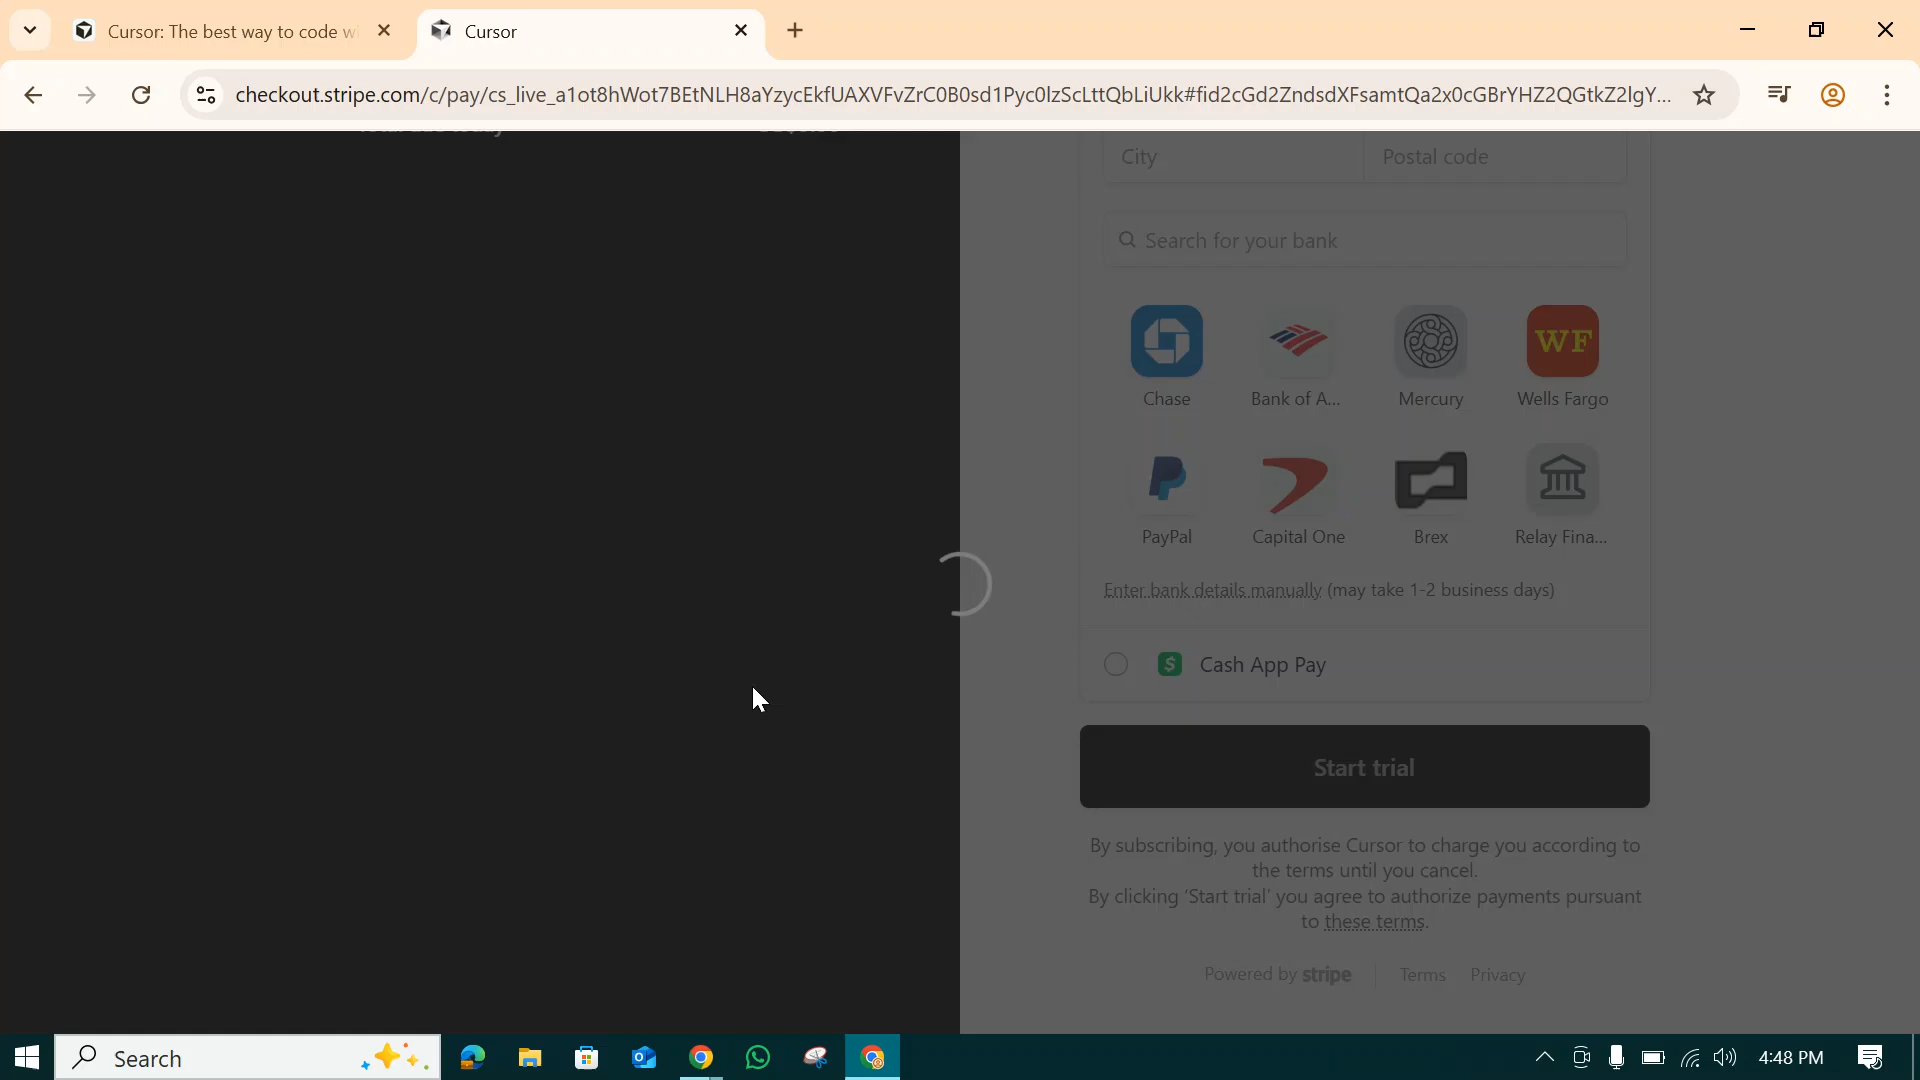 Cursor: The best way to code wi
Cursor
checkout.stripe.com/c/pay/cs_live_a1ot8hWot7BEtNLH8aYzycEkfUAXVFvZrC0B0sd1Pyc0lzScLttQbLiUkk#fid2cGd2ZndsdXFsamtQa2x0cGBrYHZ2QGtkZ2lgY...
City
Postal code
Search for your bank
WF
Chase
Bank of A...
Mercury
Wells Fargo
PayPal
Capital One
Brex
Relay Fina...
Enter bank details manually (may take 1-2 business days)
Cash App Pay
Start trial
By subscribing, you authorise Cursor to charge you according to
the terms until you cancel.
By clicking ‘Start trial’ you agree to authorize payments pursuant
to these terms.
Powered by stripe
Terms
Privacy
Search
4:48 PM